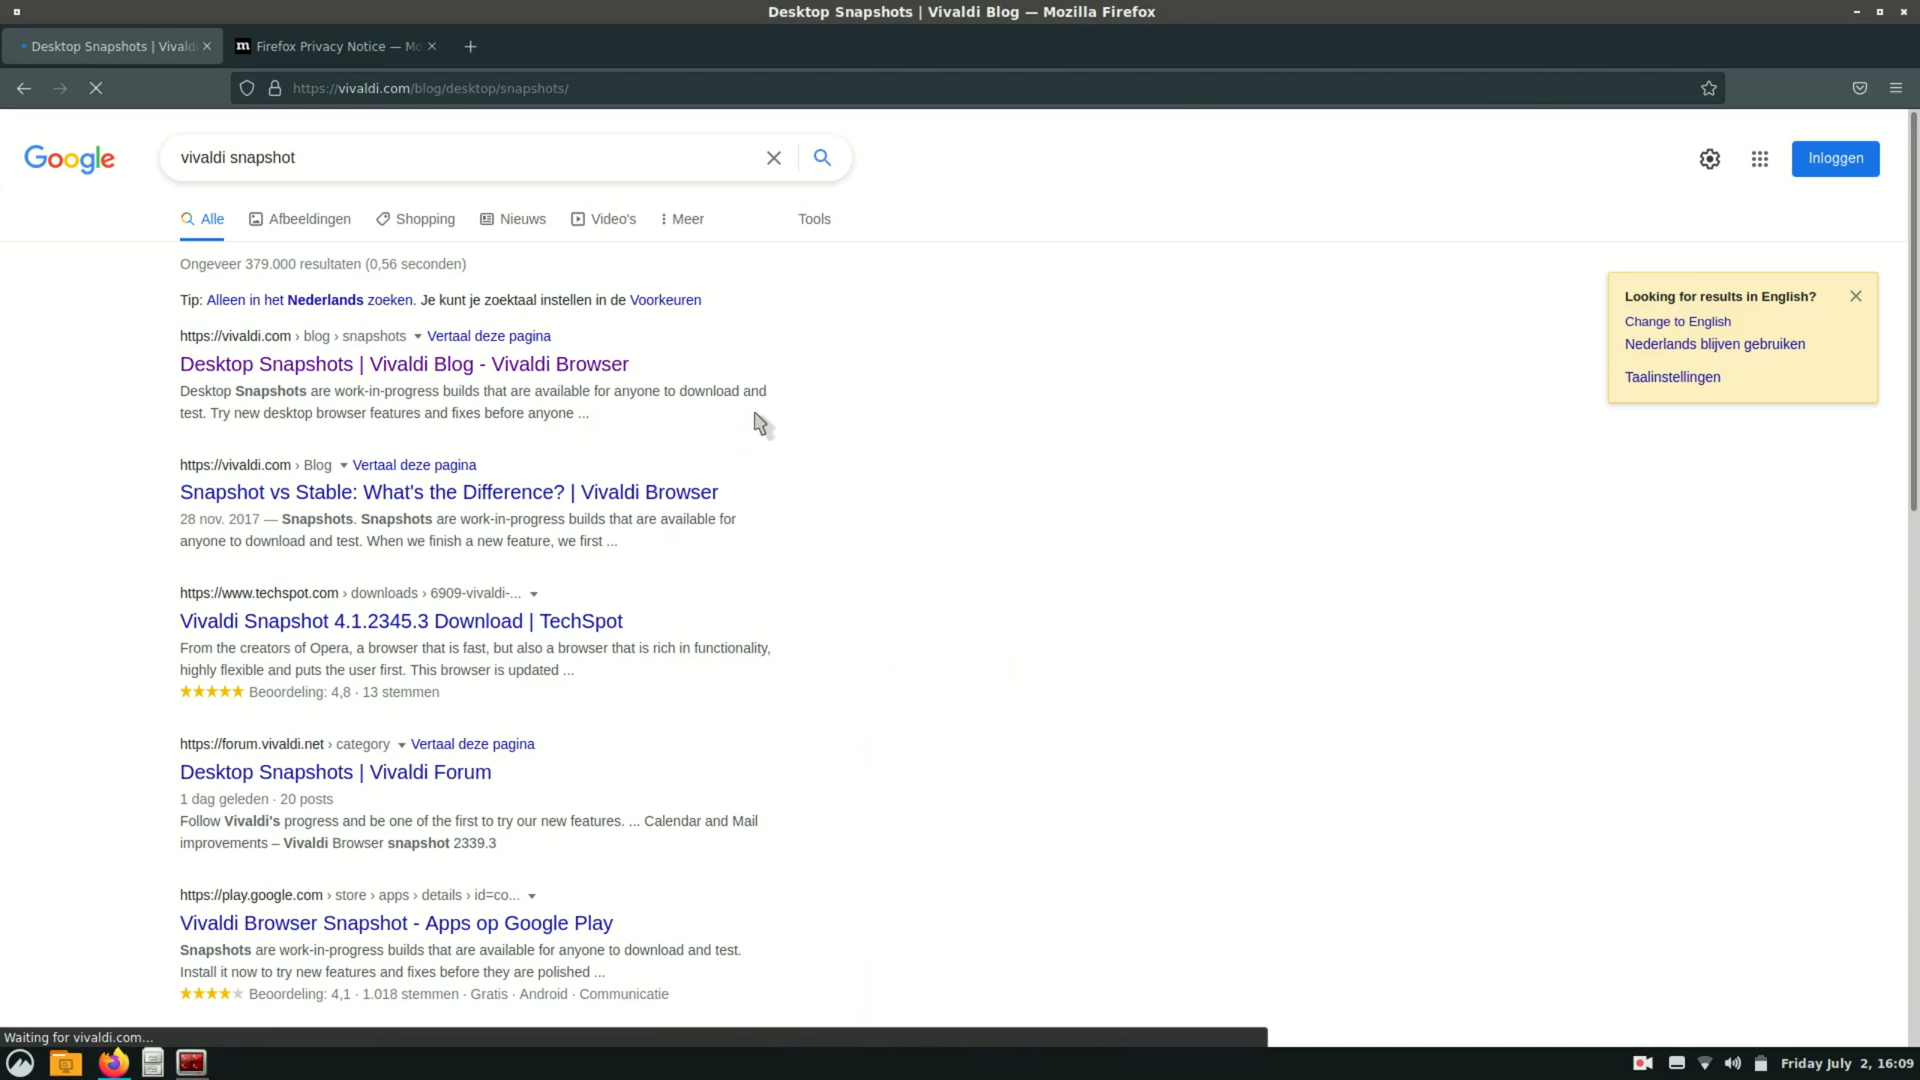 Desktop Snapshots | Vivaldi Blog — Mozilla Firefox
Desktop Snapshots | Vivald
Firefox Privacy Notice — Mo
https://vivaldi.com/blog/desktop/snapshots/
Google
vivaldi snapshot
Inloggen
Alle
Afbeeldingen
Shopping
Nieuws
Video's
Meer
Tools
Ongeveer 379.000 resultaten (0,56 seconden)
Tip: Alleen in het Nederlands zoeken. Je kunt je zoektaal instellen in de Voorkeuren
https://vivaldi.com › blog › snapshots Vertaal deze pagina
Desktop Snapshots | Vivaldi Blog - Vivaldi Browser
Desktop Snapshots are work-in-progress builds that are available for anyone to download and
test. Try new desktop browser features and fixes before anyone ...
https://vivaldi.com › Blog Vertaal deze pagina
Snapshot vs Stable: What's the Difference? | Vivaldi Browser
28 nov. 2017 — Snapshots. Snapshots are work-in-progress builds that are available for
anyone to download and test. When we finish a new feature, we first ...
https://www.techspot.com › downloads › 6909-vivaldi-...
Vivaldi Snapshot 4.1.2345.3 Download | TechSpot
From the creators of Opera, a browser that is fast, but also a browser that is rich in functionality,
highly flexible and puts the user first. This browser is updated ...
Beoordeling: 4,8 · 13 stemmen
https://forum.vivaldi.net › category Vertaal deze pagina
Desktop Snapshots | Vivaldi Forum
1 dag geleden · 20 posts
Follow Vivaldi's progress and be one of the first to try our new features. ... Calendar and Mail
improvements – Vivaldi Browser snapshot 2339.3
https://play.google.com › store › apps › details › id=co...
Vivaldi Browser Snapshot - Apps op Google Play
Snapshots are work-in-progress builds that are available for anyone to download and test.
Install it now to try new features and fixes before they are polished ...
Beoordeling: 4,1 · 1.018 stemmen · Gratis · Android · Communicatie
Looking for results in English?
Change to English
Nederlands blijven gebruiken
Taalinstellingen
Waiting for vivaldi.com...
Friday July 2, 16:09